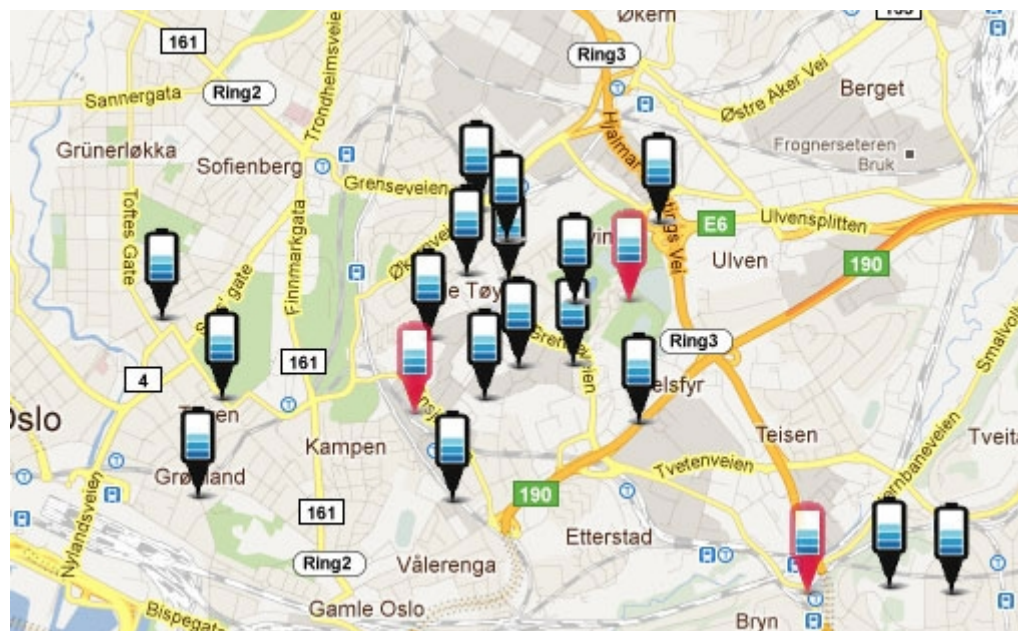 Økern
161
Ring3
Ring2
Sannergata
Trondheimsveien
Østre Aker Vei
Berget
Grünerløkka
Sofienberg
Frognerseteren
Bruk
Grenseveien
Toftes Gate
Finnmarkgata
Ulvensplitten
E6
Ulven
190
Ring3
161
4
elsfyr
Oslo
Kampen
Teisen
Grønland
Tvetenveien
190
161
Etterstad
Nylandsveien
Ring2
Vålerenga
Gamle Oslo
Bryn